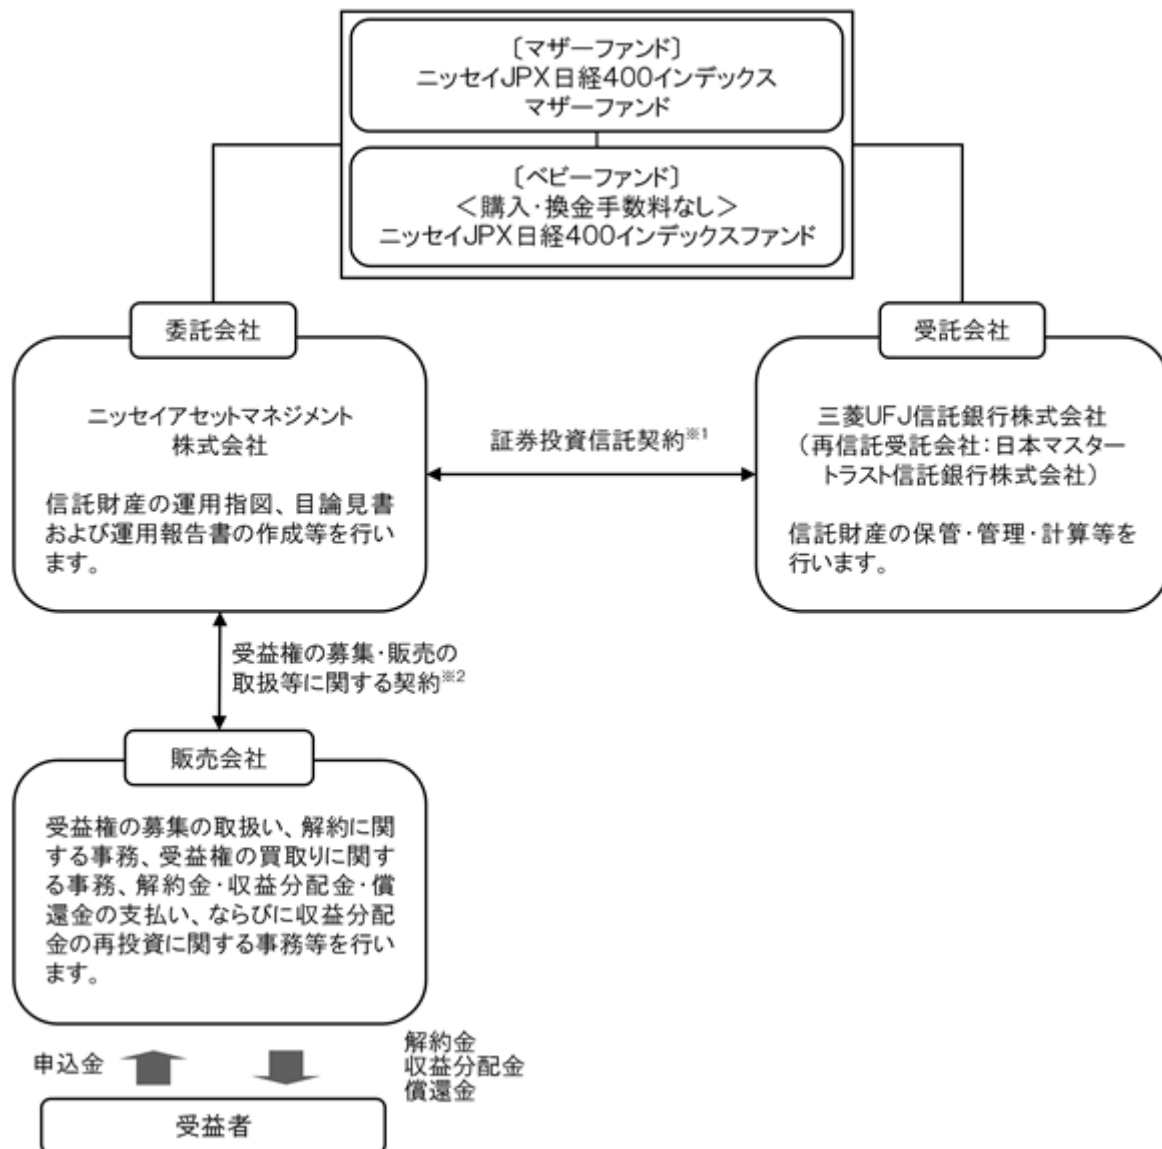 〔マザーファンド〕
ニッセイJPX日経400インデックス
マザーファンド
〔ベビーファンド〕
＜購入・換金手数料なし＞
ニッセイJPX日経400インデックスファンド
委託会社
ニッセイアセットマネジメント
株式会社
信託財産の運用指図、目論見書
および運用報告書の作成等を行い
ます。
証券投資信託契約※1
受託会社
三菱UFJ信託銀行株式会社
（再信託受託会社：日本マスター
トラスト信託銀行株式会社）
信託財産の保管・管理・計算等を
行います。
受益権の募集・販売の
取扱等に関する契約※2
販売会社
受益権の募集の取扱い、解約に関
する事務、受益権の買取りに関す
る事務、解約金・収益分配金・償
還金の支払い、ならびに収益分配
金の再投資に関する事務等を行い
ます。
申込金
解約金
収益分配金
償還金
受益者